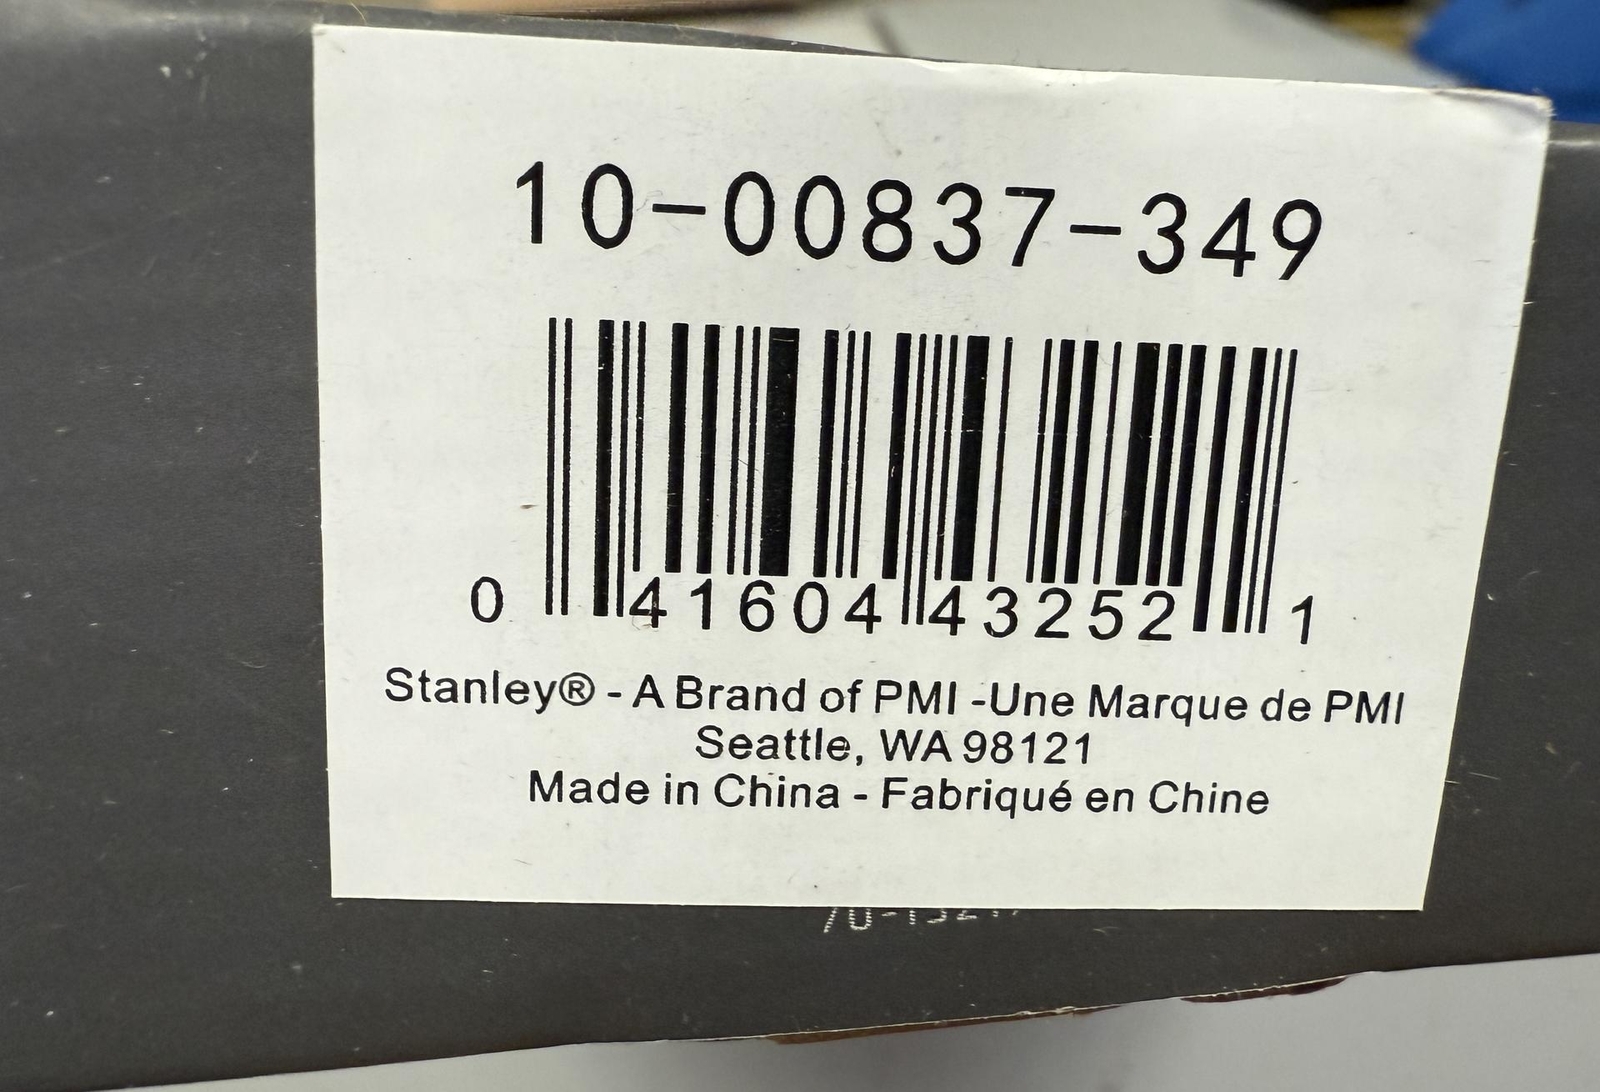 10-00837-349
0 41604 43252 1
Stanley® - A Brand of PMI -Une Marque de PMI
Seattle, WA 98121
Made in China - Fabriqué en Chine